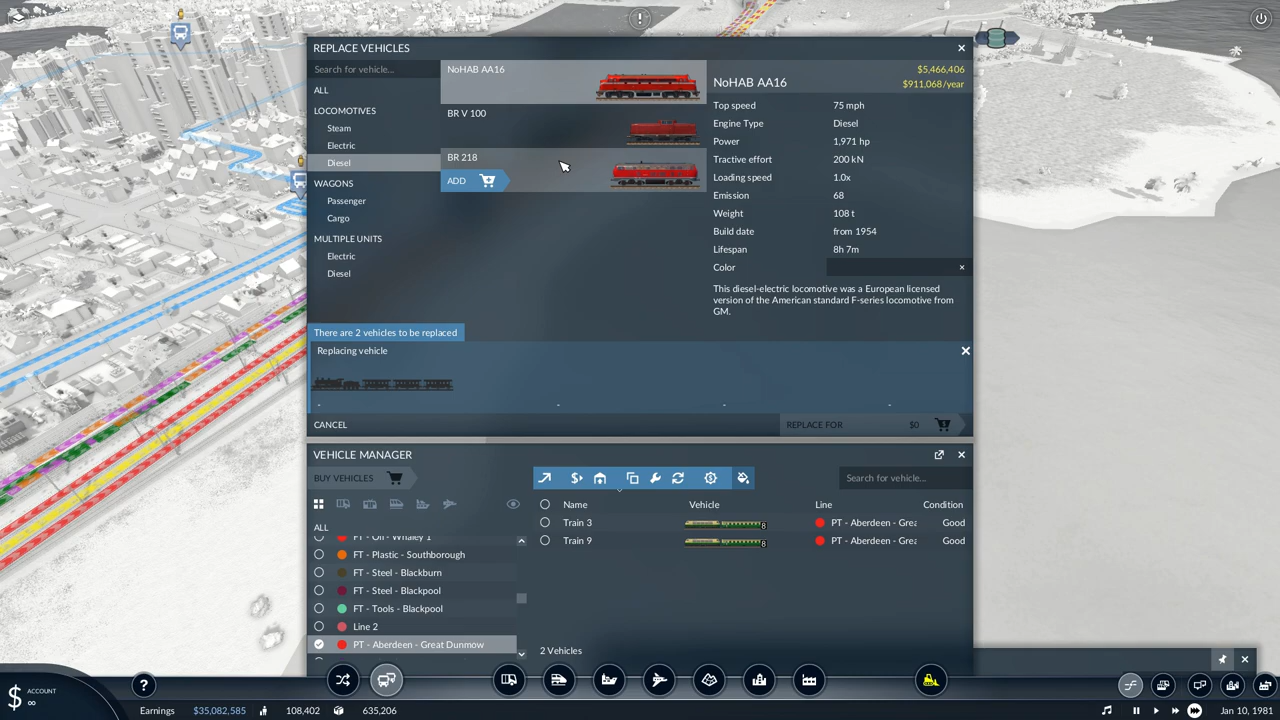 REPLACE VEHICLES
Search for vehicle...
ALL
LOCOMOTIVES
Steam
Electric
Diesel
WAGONS
Passenger
Cargo
MULTIPLE UNITS
Electric
Diesel
NoHAB AA16
BR V 100
BR 218
ADD
$5,466,406
NoHAB AA16
$911,068/year
Top speed 75 mph
Engine Type Diesel
Power 1,971 hp
Tractive effort 200 kN
Loading speed 1.0x
Emission 68
Weight 108 t
Build date from 1954
Lifespan 8h 7m
Color
This diesel-electric locomotive was a European licensed
version of the American standard F-series locomotive from
GM.
There are 2 vehicles to be replaced
Replacing vehicle
- - - -
CANCEL
REPLACE FOR $0
VEHICLE MANAGER
BUY VEHICLES
Search for vehicle...
ALL
FT - Oil - Whaley 1
FT - Plastic - Southborough
FT - Steel - Blackburn
FT - Steel - Blackpool
FT - Tools - Blackpool
Line 2
PT - Aberdeen - Great Dunmow
Name Vehicle Line Condition
Train 3 8 PT - Aberdeen - Grea Good
Train 9 8 PT - Aberdeen - Grea Good
2 Vehicles
$ ACCOUNT
∞
?
Earnings $35,082,585 108,402 635,206
Jan 10, 1981